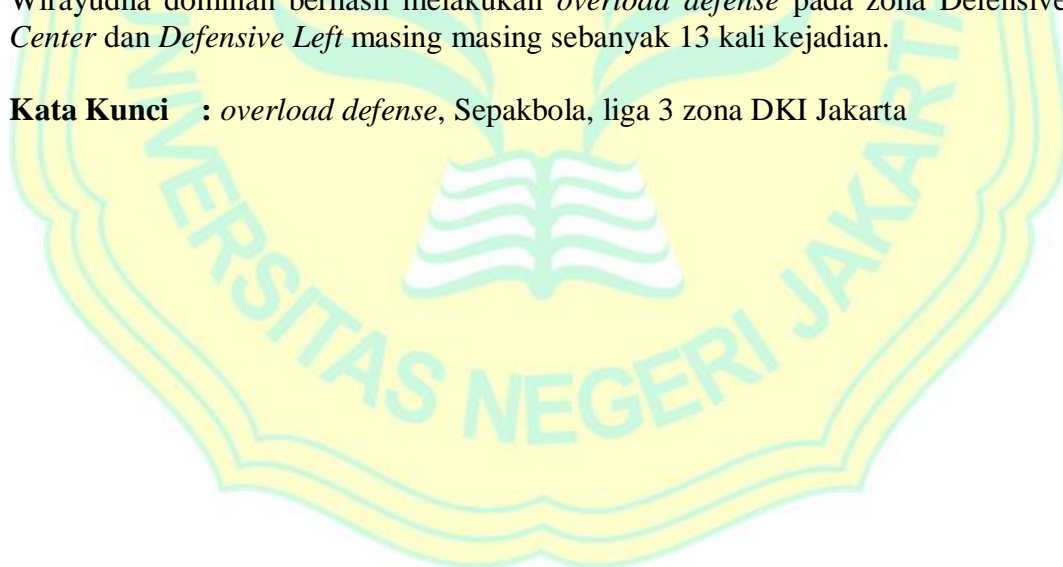 Wirayudha dominan berhasil melakukan overload defense pada zona Defensive
Center dan Defensive Left masing masing sebanyak 13 kali kejadian.
Kata Kunci : overload defense, Sepakbola, liga 3 zona DKI Jakarta
UNIVERSITAS NEGERI JAKARTA